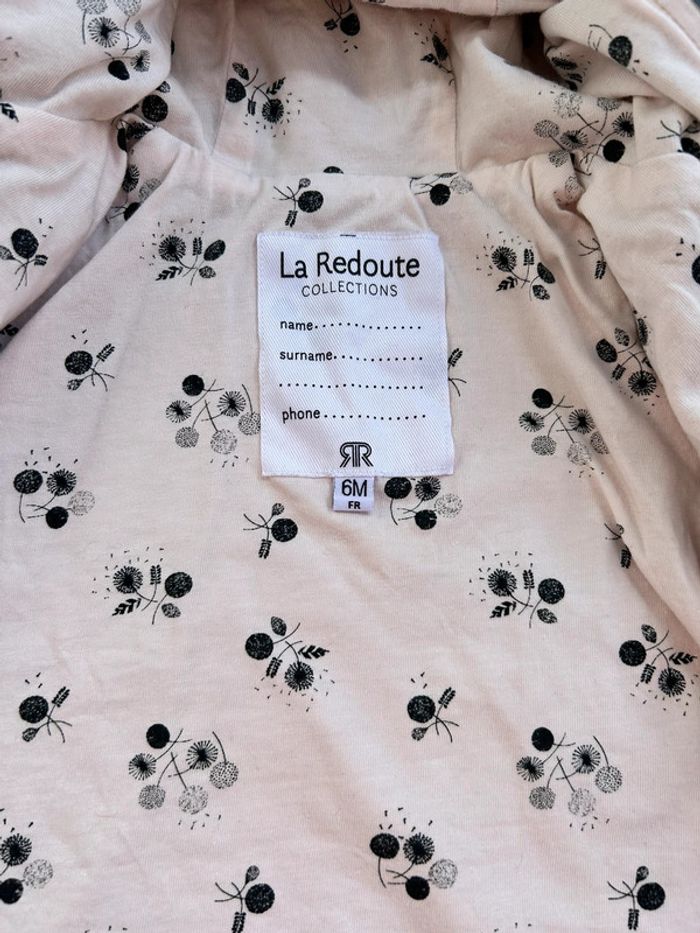 La Redoute
COLLECTIONS
name..............
surname............
................
phone.............
RR
6M
FR